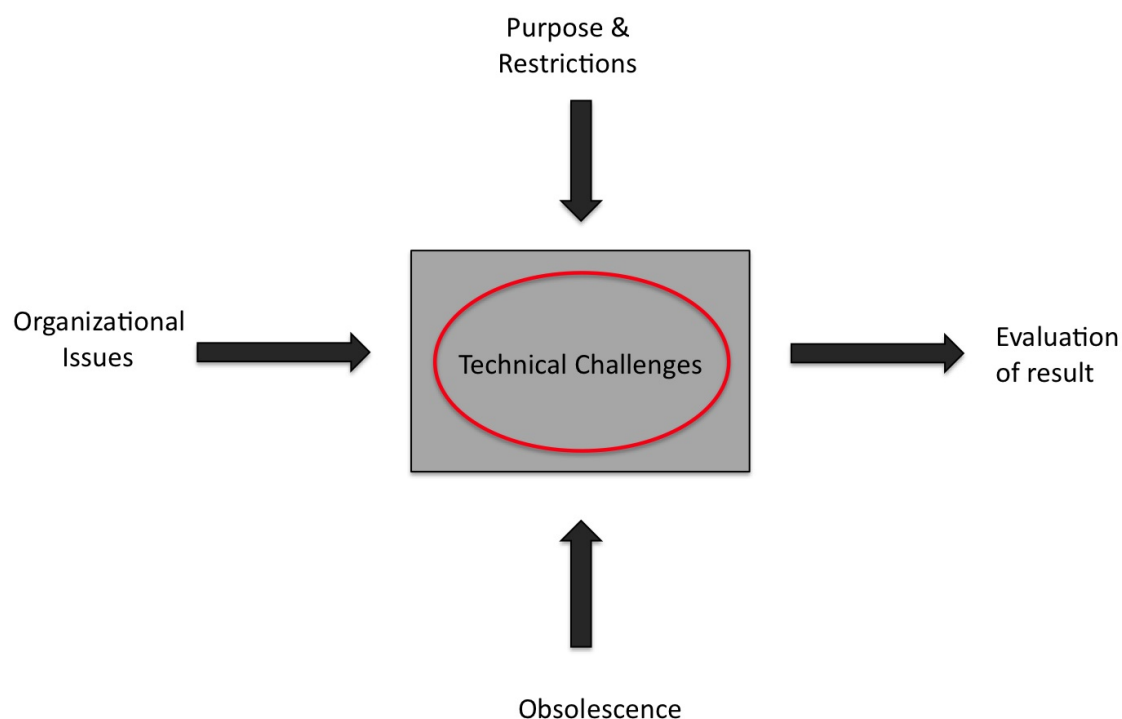 Purpose &
Restrictions
Organizational
Issues
Technical Challenges
Evaluation
of result
Obsolescence